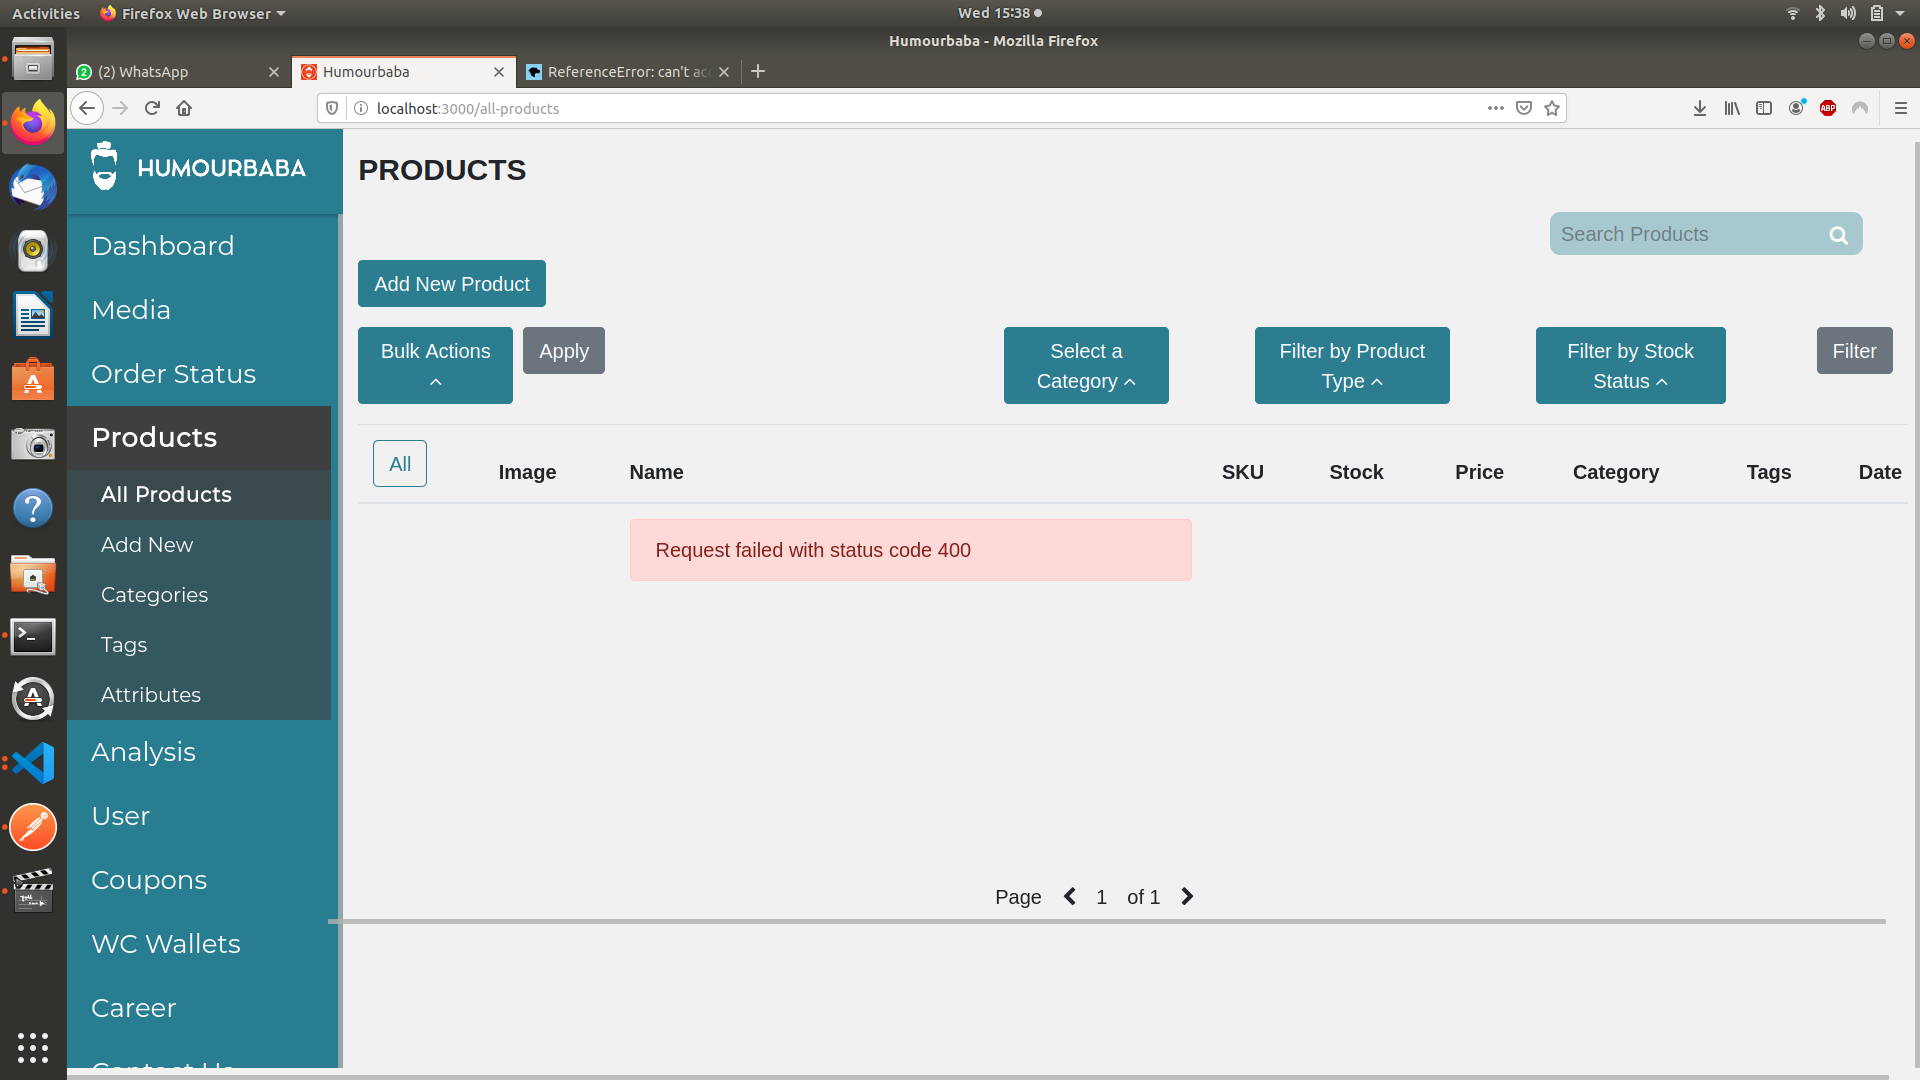 Activities
Firefox Web Browser
Wed 15:38
Humourbaba - Mozilla Firefox
(2) WhatsApp
Humourbaba
ReferenceError: can't acc
localhost:3000/all-products
ABP
HUMOURBABA
Dashboard
Media
Order Status
Products
All Products
Add New
Categories
Tags
Attributes
Analysis
User
Coupons
WC Wallets
Career
Contact Us
PRODUCTS
Search Products
Add New Product
Bulk Actions
Apply
Select a
Category
Filter by Product
Type
Filter by Stock
Status
Filter
All
Image
Name
SKU
Stock
Price
Category
Tags
Date
Request failed with status code 400
Page
1
of 1